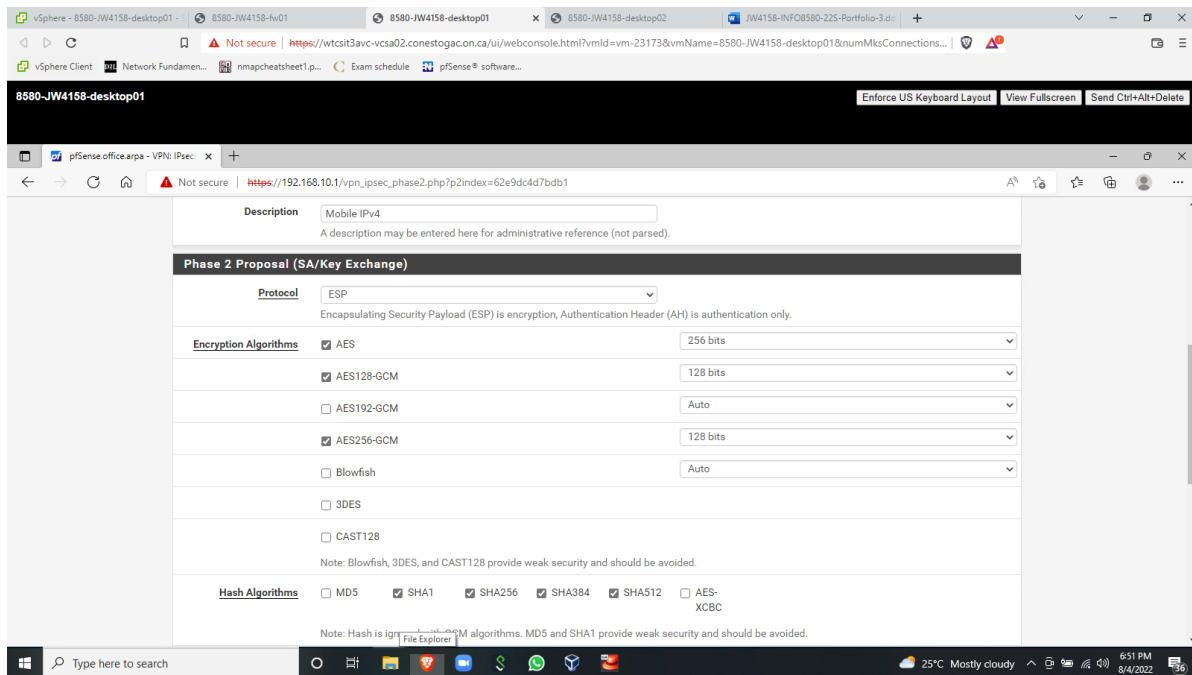 vSphere - 8580-JW4158-desktop01 -
8580-JW4158-fw01
8580-JW4158-desktop01
8580-JW4158-desktop02
JW4158-INFO8580-22S-Portfolio-3.do
Not secure | https://wtcsit3avc-vcsa02.conestogac.on.ca/ui/webconsole.html?vmId=vm-23173&vmName=8580-JW4158-desktop01&numMksConnections...
vSphere Client
Network Fundamen...
nmapcheatsheet1.p...
Exam schedule
pfSense® software...
8580-JW4158-desktop01
Enforce US Keyboard Layout
View Fullscreen
Send Ctrl+Alt+Delete
pfSense.office.arpa - VPN: IPsec:
Not secure | https://192.168.10.1/vpn_ipsec_phase2.php?p2index=62e9dc4d7bdb1
Description Mobile IPv4
A description may be entered here for administrative reference (not parsed).
Phase 2 Proposal (SA/Key Exchange)
Protocol ESP
Encapsulating Security Payload (ESP) is encryption, Authentication Header (AH) is authentication only.
Encryption Algorithms AES 256 bits
AES128-GCM 128 bits
AES192-GCM Auto
AES256-GCM 128 bits
Blowfish Auto
3DES
CAST128
Note: Blowfish, 3DES, and CAST128 provide weak security and should be avoided.
Hash Algorithms MD5 SHA1 SHA256 SHA384 SHA512 AES-
XCBC
Note: Hash is ign GCM algorithms. MD5 and SHA1 provide weak security and should be avoided.
File Explorer
Type here to search
25°C Mostly cloudy
6:51 PM
8/4/2022
36